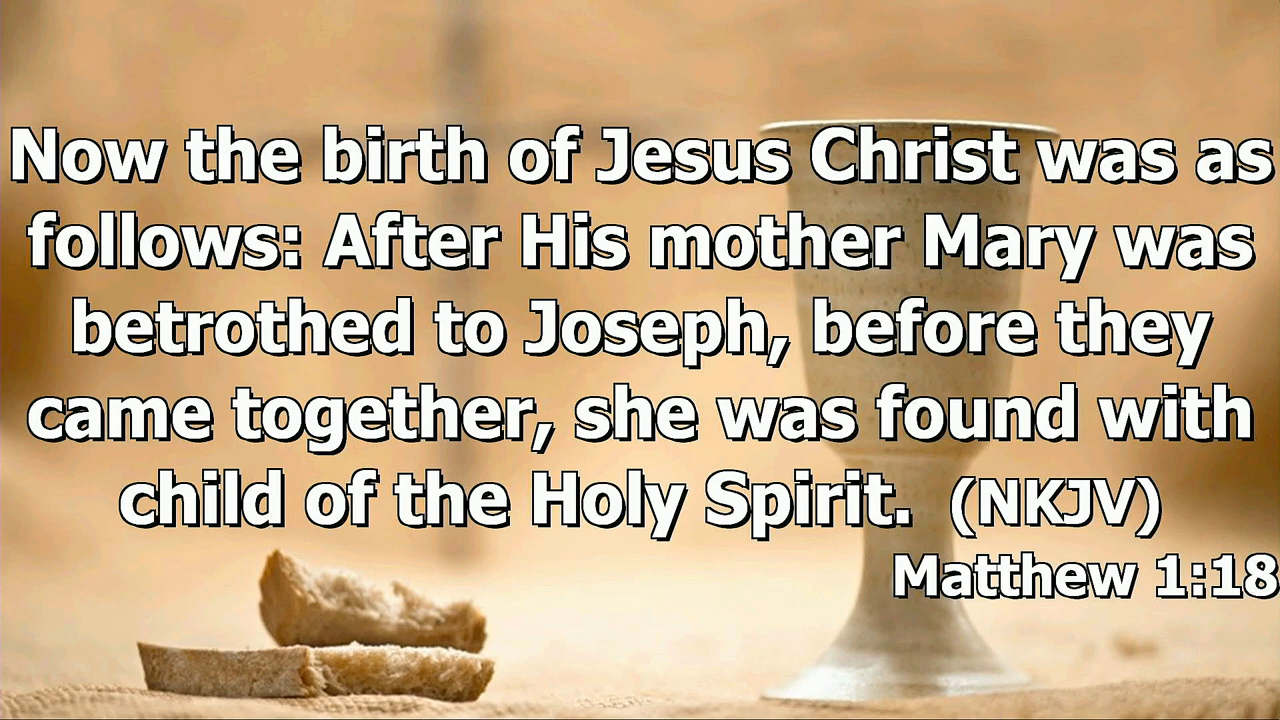 Now the birth of Jesus Christ was as
follows: After His mother Mary was
betrothed to Joseph, before they
came together, she was found with
child of the Holy Spirit. (NKJV)
Matthew 1:18